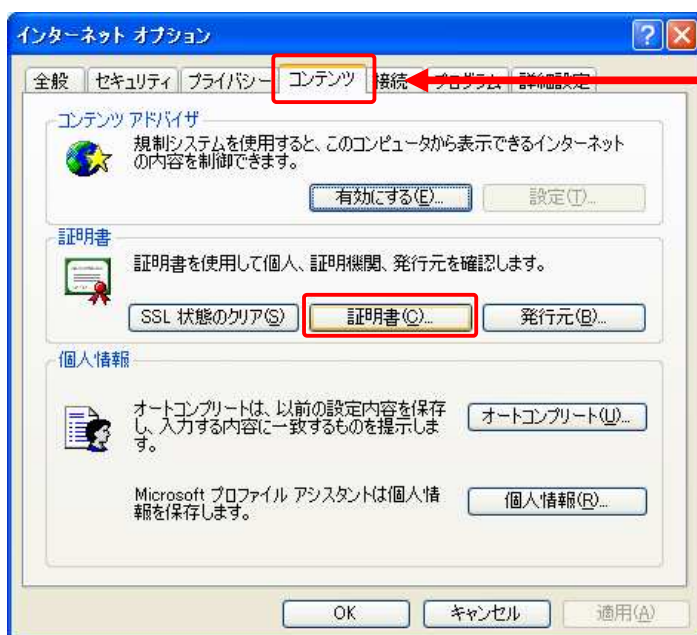 インターネット オプション
全般 セキュリティ プライバシー コンテンツ 接続 プログラム 詳細設定
コンテンツ アドバイザ
規制システムを使用すると、このコンピュータから表示できるインターネット
の内容を制御できます。
有効にする(E)... 設定(T)...
証明書
証明書を使用して個人、証明機関、発行元を確認します。
SSL 状態のクリア(S) 証明書(C)... 発行元(B)...
個人情報
オートコンプリートは、以前の設定内容を保存
し、入力する内容に一致するものを提示しま
す。
オートコンプリート(U)...
Microsoft プロファイル アシスタントは個人情
報を保存します。
個人情報(R)...
OK キャンセル 適用(A)